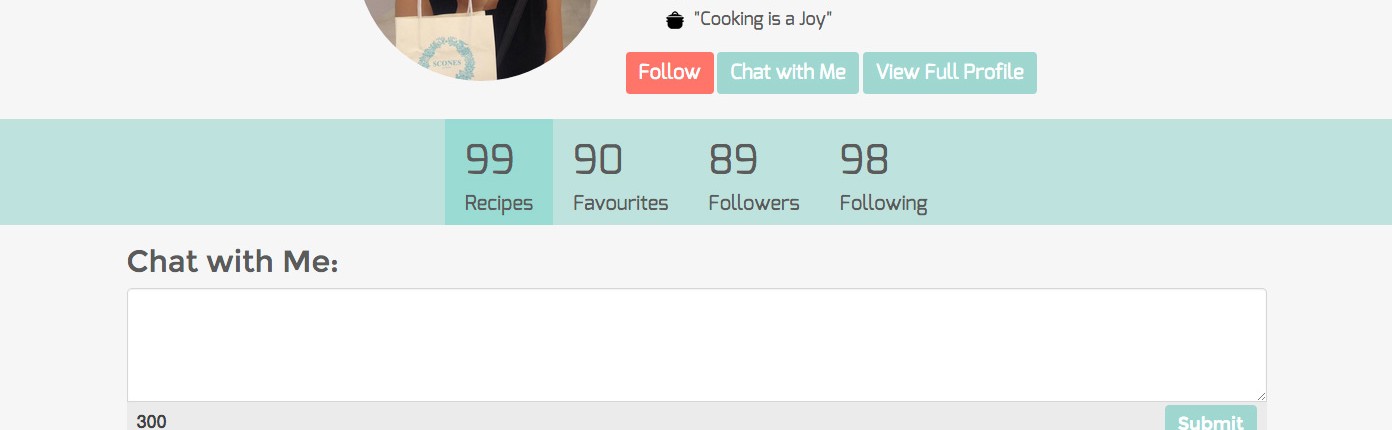 "Cooking is a Joy"
SCONES
Follow Chat with Me View Full Profile
99 90 89 98
Recipes Favourites Followers Following
Chat with Me:
300 Submit